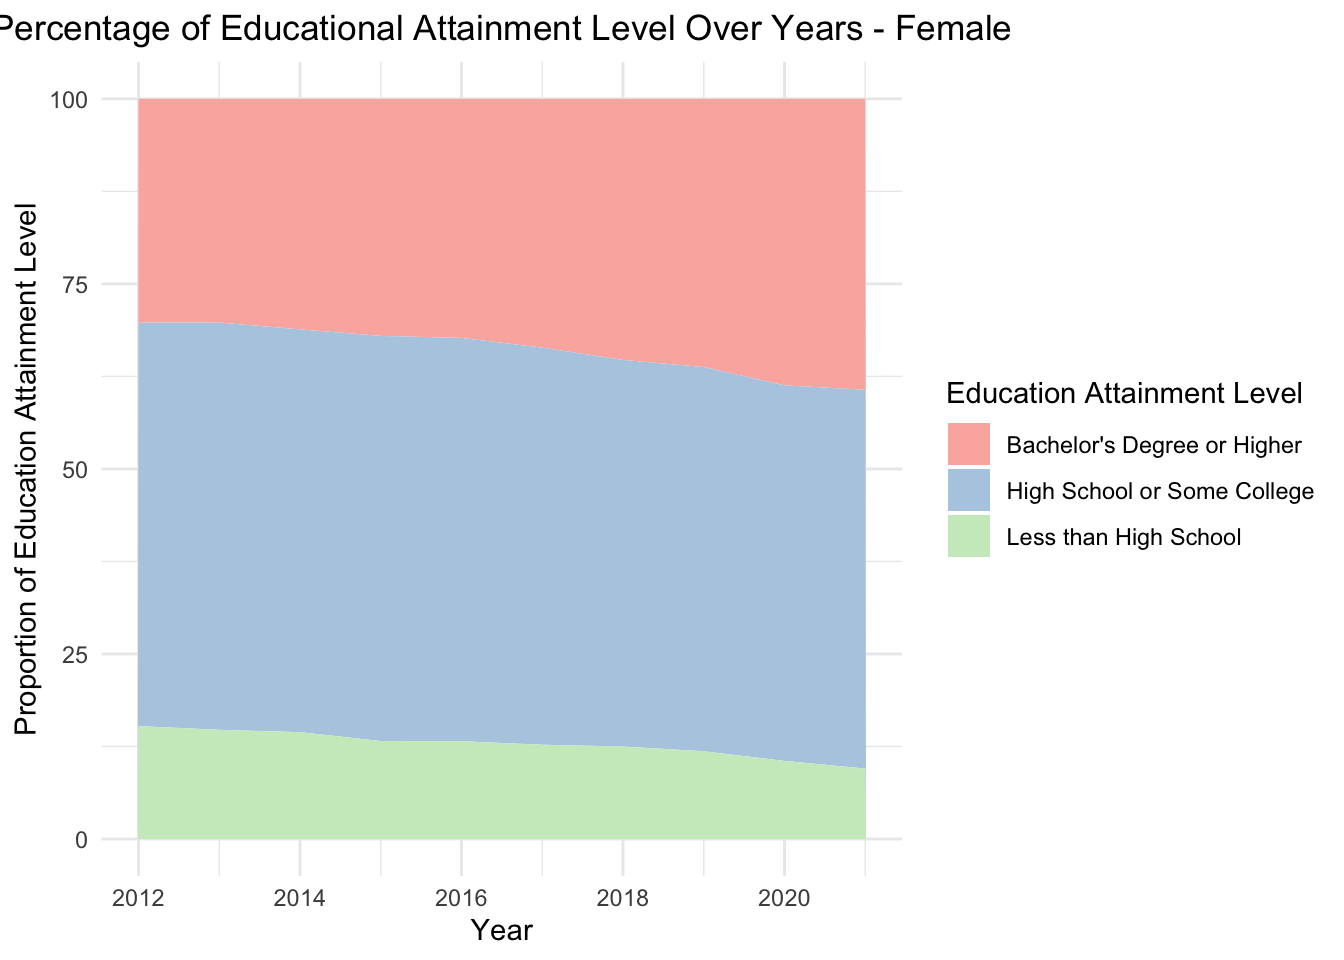 Percentage of Educational Attainment Level Over Years - Female
Proportion of Education Attainment Level
100
75
50
25
0
2012
2014
2016
2018
2020
Year
Education Attainment Level
Bachelor's Degree or Higher
High School or Some College
Less than High School